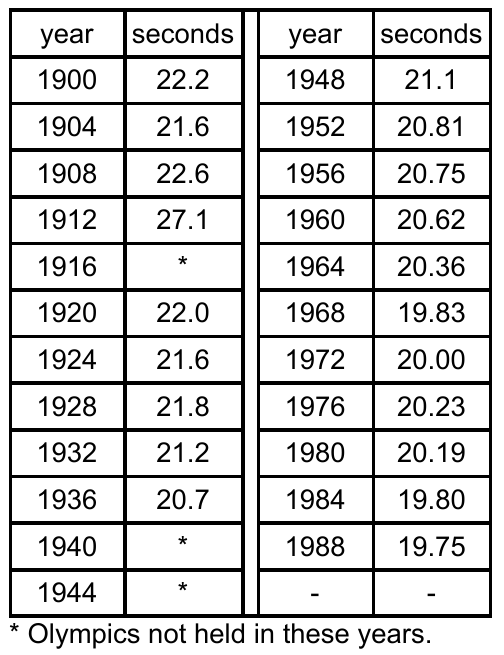 year seconds year seconds
1900 22.2 1948 21.1
1904 21.6 1952 20.81
1908 22.6 1956 20.75
1912 27.1 1960 20.62
1916 * 1964 20.36
1920 22.0 1968 19.83
1924 21.6 1972 20.00
1928 21.8 1976 20.23
1932 21.2 1980 20.19
1936 20.7 1984 19.80
1940 * 1988 19.75
1944 * - -
* Olympics not held in these years.